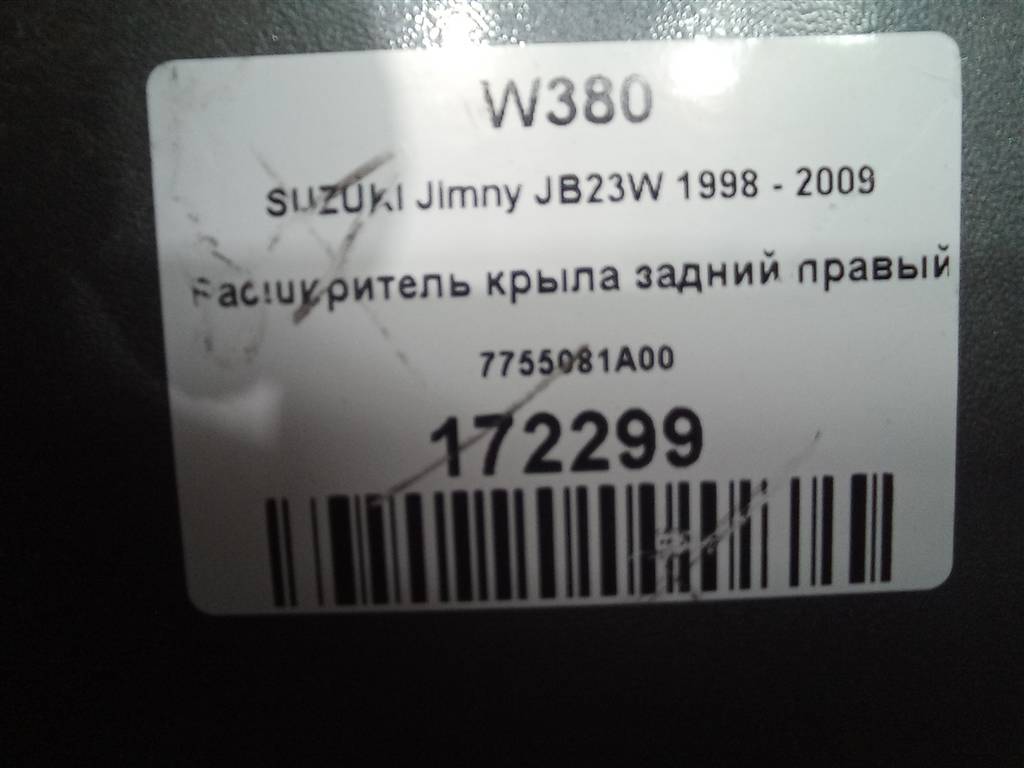 W380
SUZUKI Jimny JB23W 1998 - 2009
Расширитель крыла задний правый
7755081A00
172299